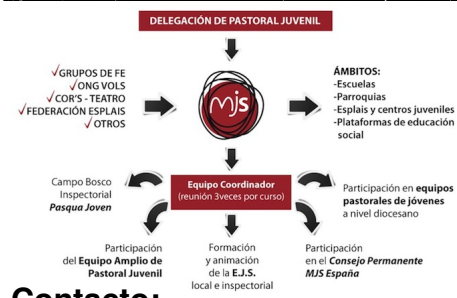 DELEGACIÓN DE PASTORAL JUVENIL
✓GRUPOS DE FE
✓ONG VOLS
✓COR'S - TEATRO
✓FEDERACIÓN ESPLAIS
✓OTROS
mjs
ÁMBITOS:
-Escuelas
-Parroquias
-Esplais y centros juveniles
-Plataformas de educación
social
Campo Bosco
Inspectorial
Pasqua Joven
Equipo Coordinador
(reunión 3veces por curso)
Participación en equipos
pastorales de jóvenes
a nivel diocesano
Participación
del Equipo Amplio de
Pastoral Juvenil
Formación
y animación
de la E.J.S.
local e inspectorial
Participación
en el Consejo Permanente
MJS España
Contacto: